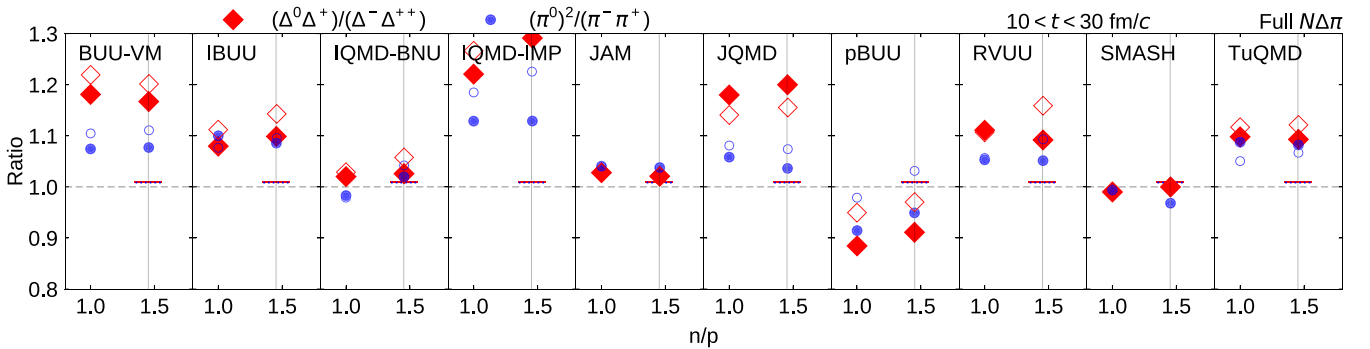 (Δ⁰Δ⁺)/(Δ⁻Δ⁺⁺) (π⁰)²/(π⁻π⁺) 10 < t < 30 fm/c Full NΔπ
BUU-VM IBUU IQMD-BNU IQMD-IMP JAM JQMD pBUU RVUU SMASH TuQMD
1.3
1.2
1.1
1.0
0.9
0.8
Ratio
1.0 1.5 1.0 1.5 1.0 1.5 1.0 1.5 1.0 1.5 1.0 1.5 1.0 1.5 1.0 1.5 1.0 1.5 1.0 1.5
n/p